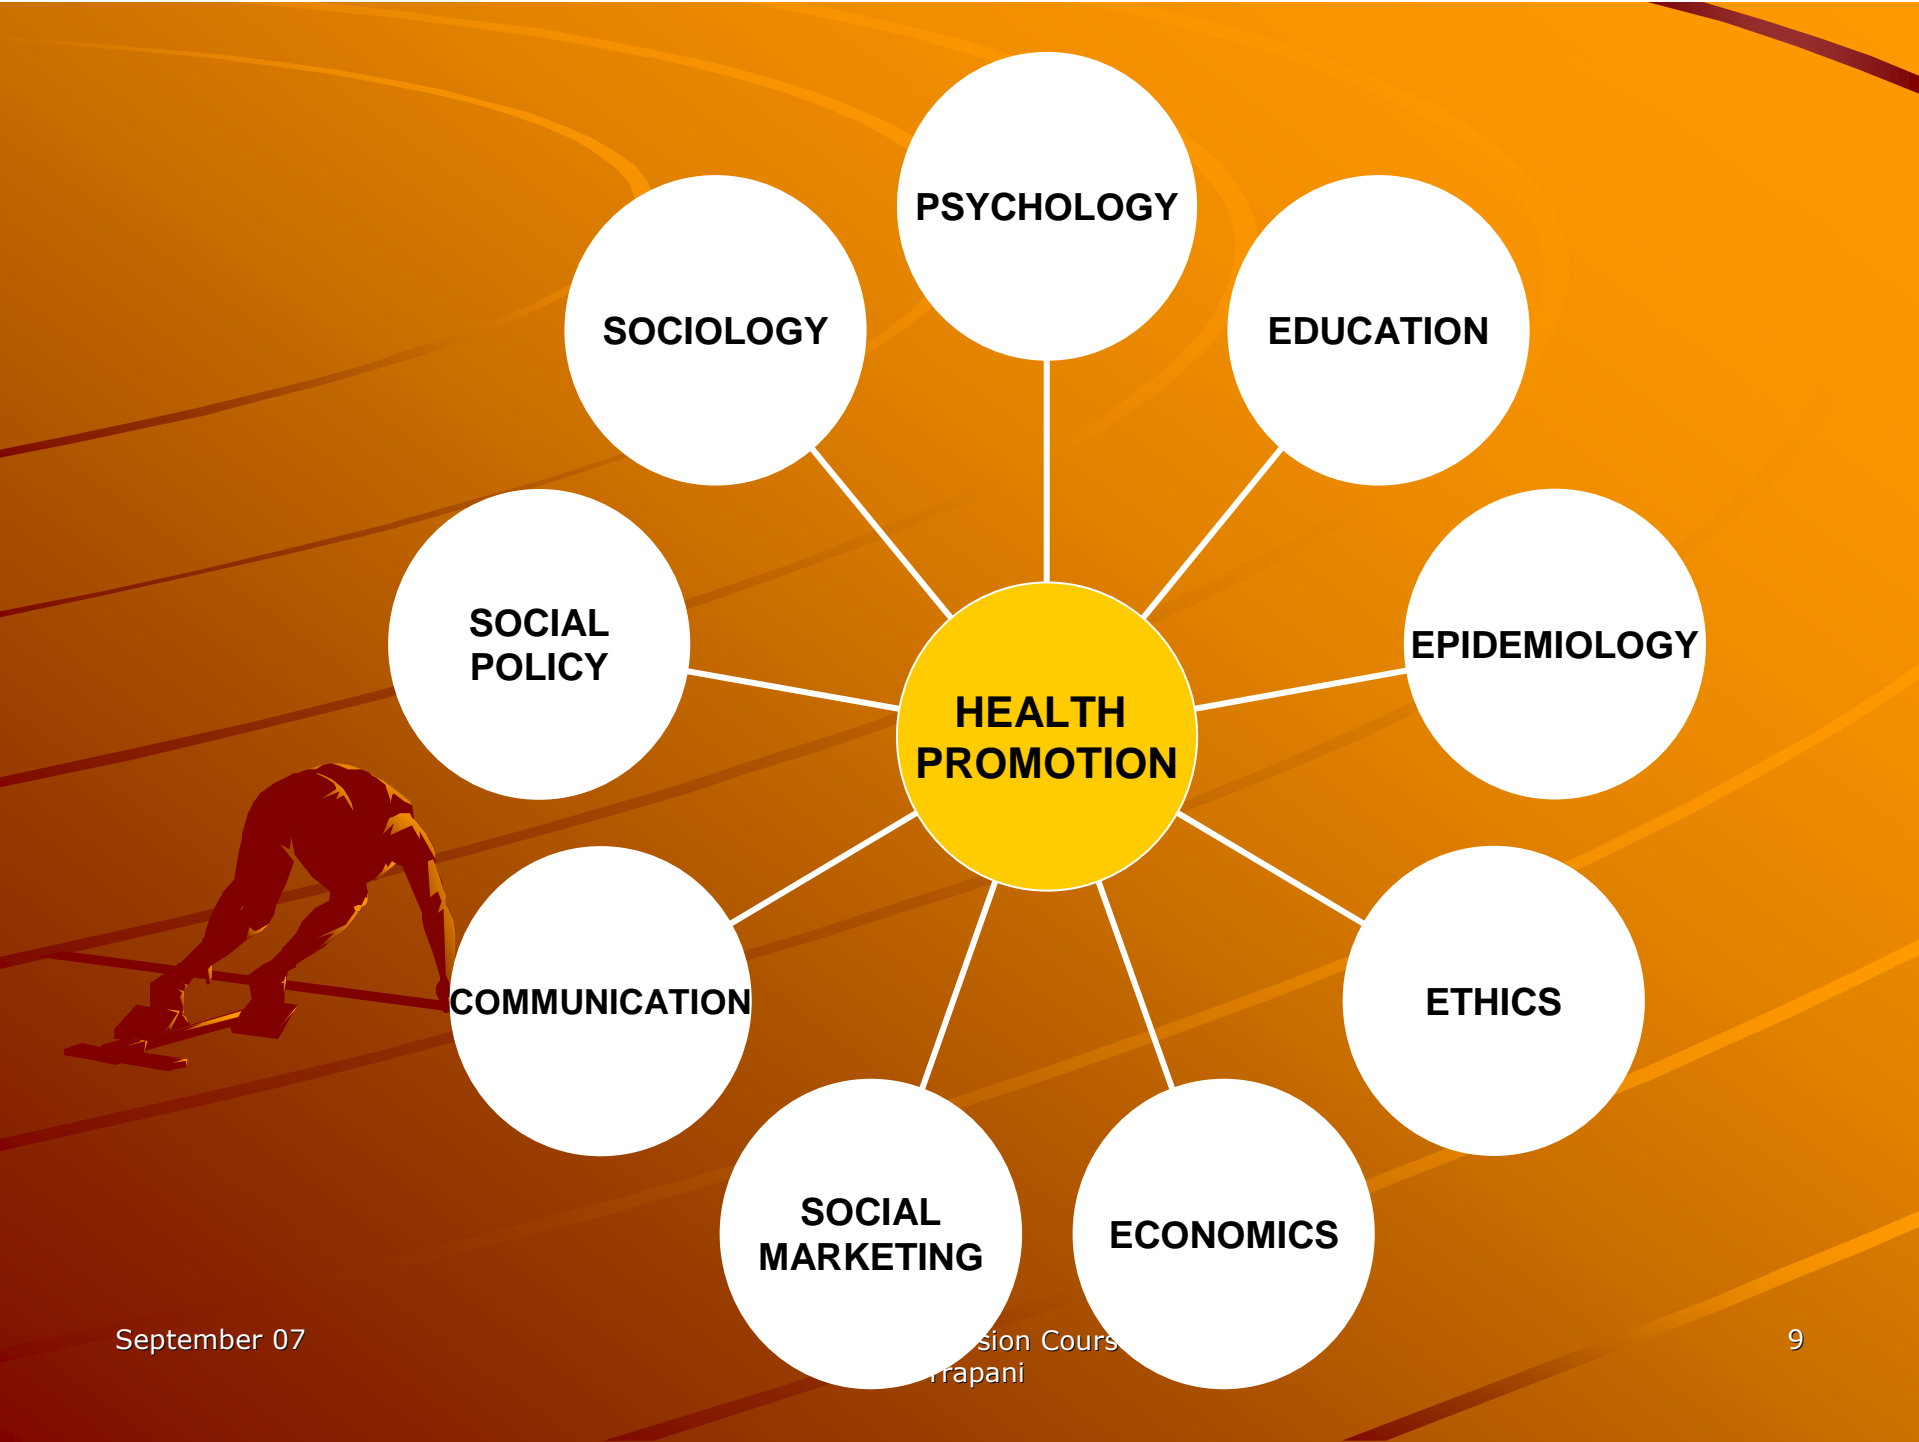 PSYCHOLOGY
SOCIOLOGY
EDUCATION
SOCIAL
POLICY
EPIDEMIOLOGY
HEALTH
PROMOTION
COMMUNICATION
ETHICS
SOCIAL
MARKETING
ECONOMICS
September 07
9